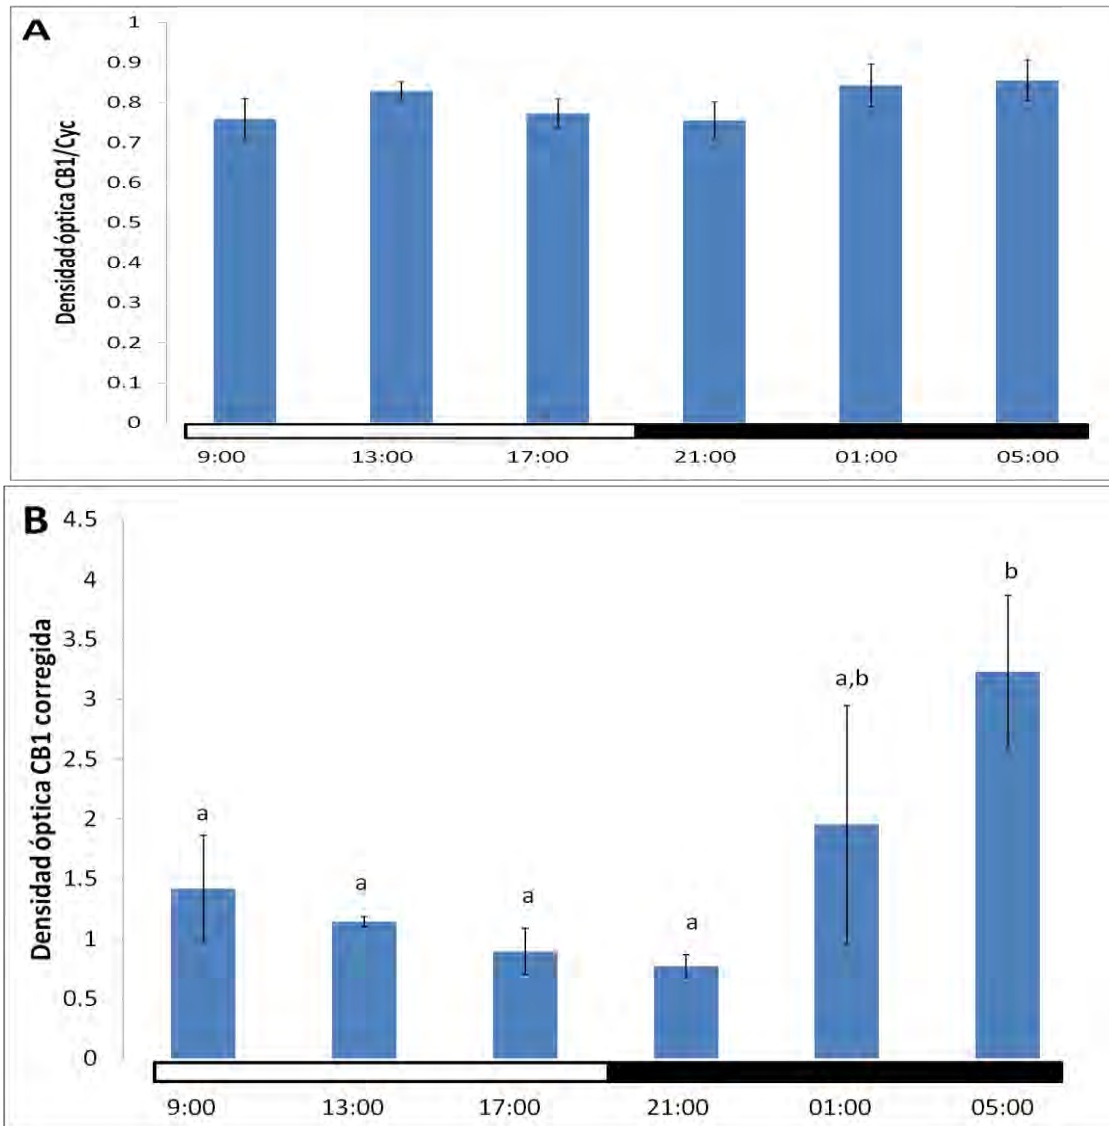 A
Densidad óptica CB1/Cyc
1
0.9
0.8
0.7
0.6
0.5
0.4
0.3
0.2
0.1
0
9:00 13:00 17:00 21:00 01:00 05:00
B
Densidad óptica CB1 corregida
4.5
4
3.5
3
2.5
2
1.5
1
0.5
0
a
a
a
a
a,b
b
9:00 13:00 17:00 21:00 01:00 05:00